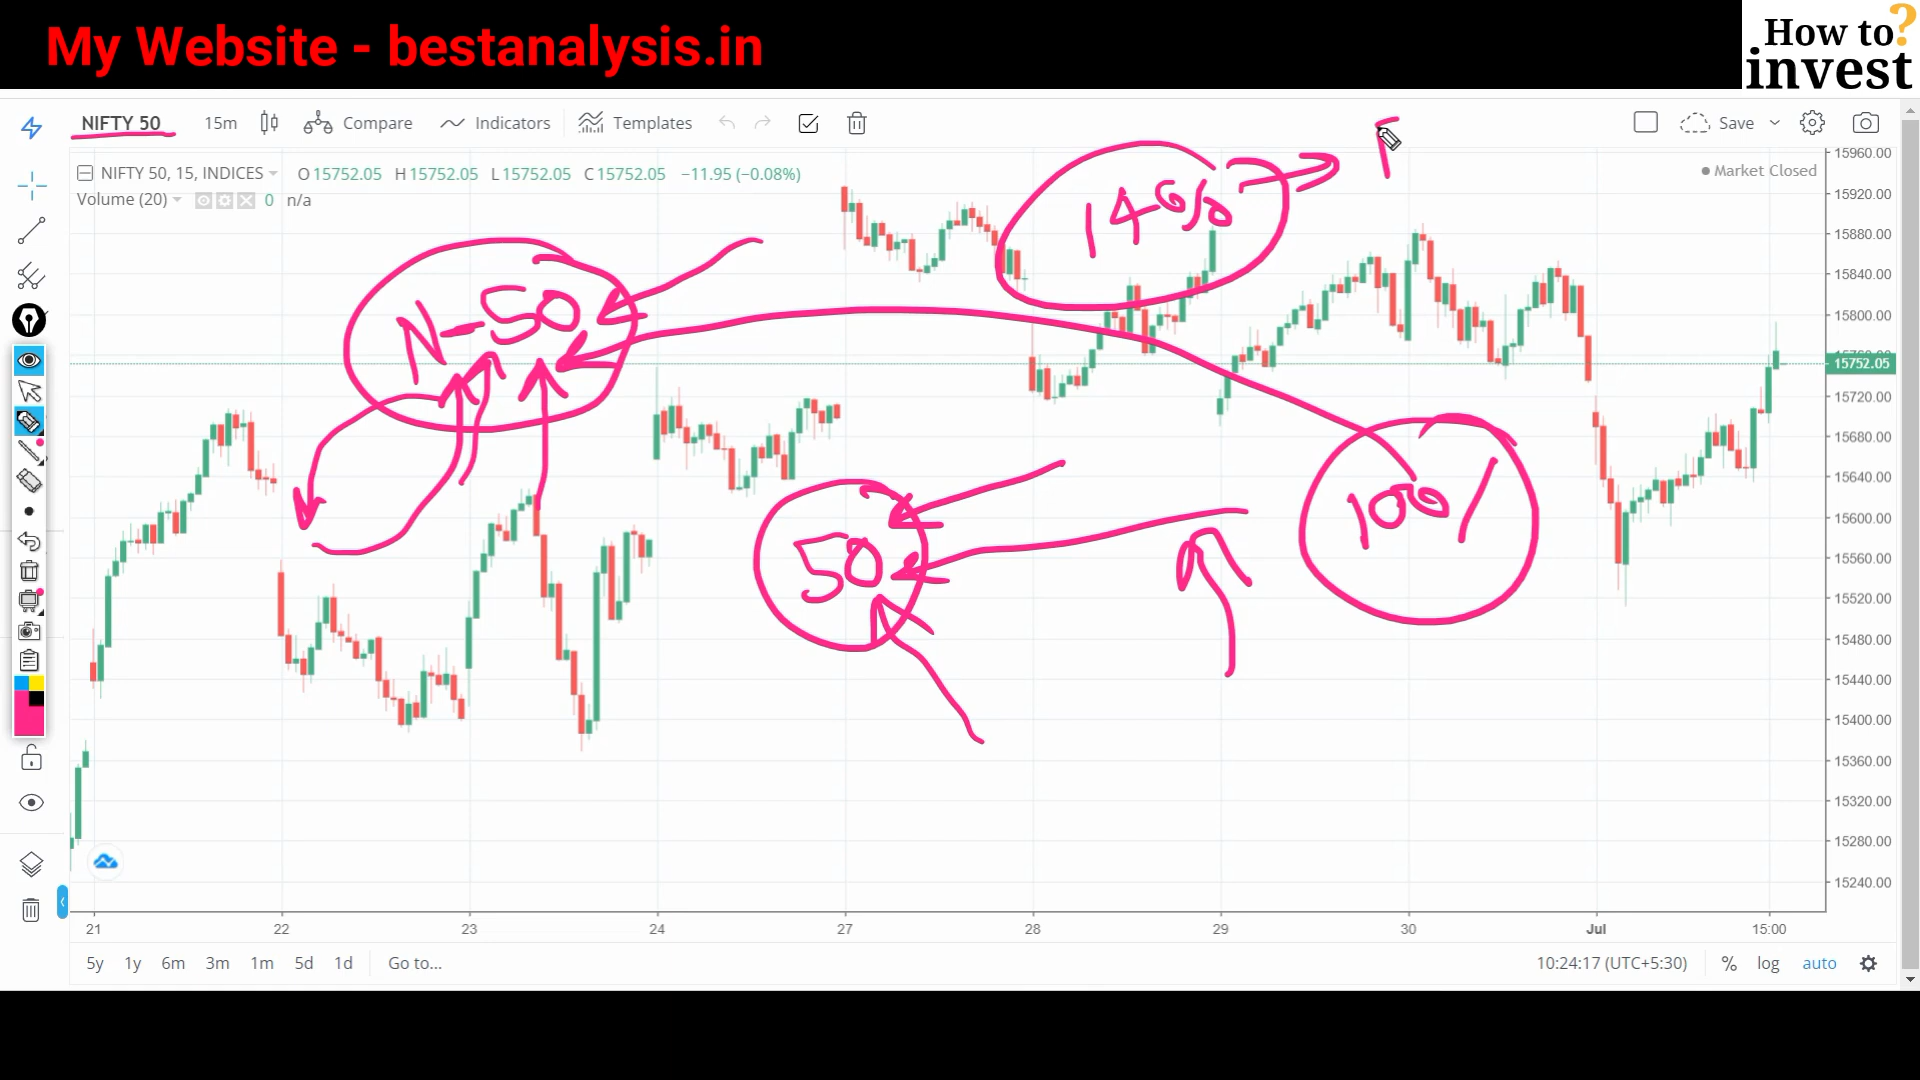 My Website - bestanalysis.in
How to?
invest
NIFTY 50 15m Compare Indicators Templates Save
NIFTY 50, 15, INDICES O15752.05 H15752.05 L15752.05 C15752.05 −11.95 (−0.08%)
Market Closed
Volume (20) 0 n/a
14%
N-50
100%
50
15960.00
15920.00
15880.00
15840.00
15800.00
15752.05
15720.00
15680.00
15640.00
15600.00
15560.00
15520.00
15480.00
15440.00
15400.00
15360.00
15320.00
15280.00
15240.00
21 22 23 24 27 28 29 30 Jul 15:00
5y 1y 6m 3m 1m 5d 1d Go to... 10:24:17 (UTC+5:30) % log auto